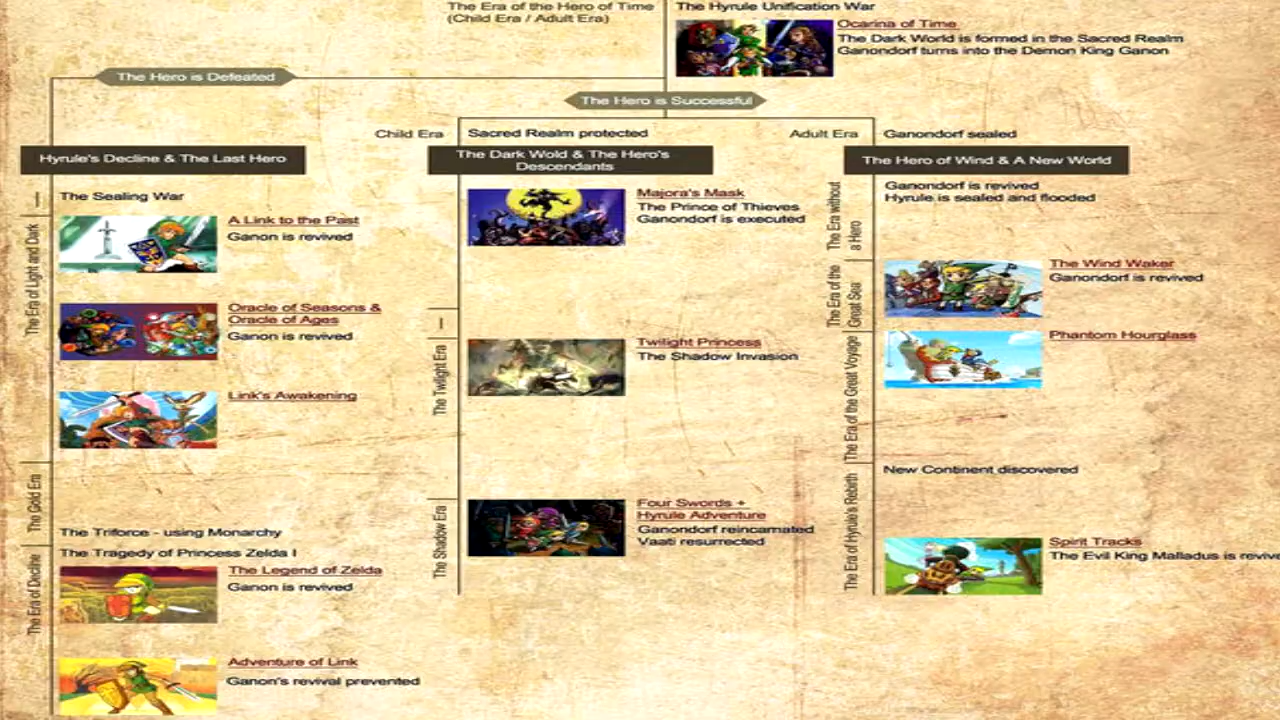 The Era of the Hero of Time
(Child Era / Adult Era)
The Hyrule Unification War
Ocarina of Time
The Dark World is formed in the Sacred Realm
Ganondorf turns into the Demon King Ganon
The Hero is Defeated
The Hero is Successful
Child Era
Sacred Realm protected
Adult Era
Ganondorf sealed
Hyrule's Decline & The Last Hero
The Sealing War
The Era of Light and Dark
A Link to the Past
Ganon is revived
Oracle of Seasons &
Oracle of Ages
Ganon is revived
Link's Awakening
The Gold Era
The Triforce - using Monarchy
The Era of Decline
The Tragedy of Princess Zelda I
The Legend of Zelda
Ganon is revived
Adventure of Link
Ganon's revival prevented
The Dark Wold & The Hero's
Descendants
Majora's Mask
The Prince of Thieves
Ganondorf is executed
The Twilight Era
Twilight Princess
The Shadow Invasion
The Shadow Era
Four Swords +
Hyrule Adventure
Ganondorf reincarnated
Vaati resurrected
The Hero of Wind & A New World
The Era without
a Hero
Ganondorf is revived
Hyrule is sealed and flooded
The Era of the
Great Sea
The Wind Waker
Ganondorf is revived
The Era of the Great Voyage
Phantom Hourglass
New Continent discovered
The Era of Hyrule's Rebirth
Spirit Tracks
The Evil King Malladus is revive